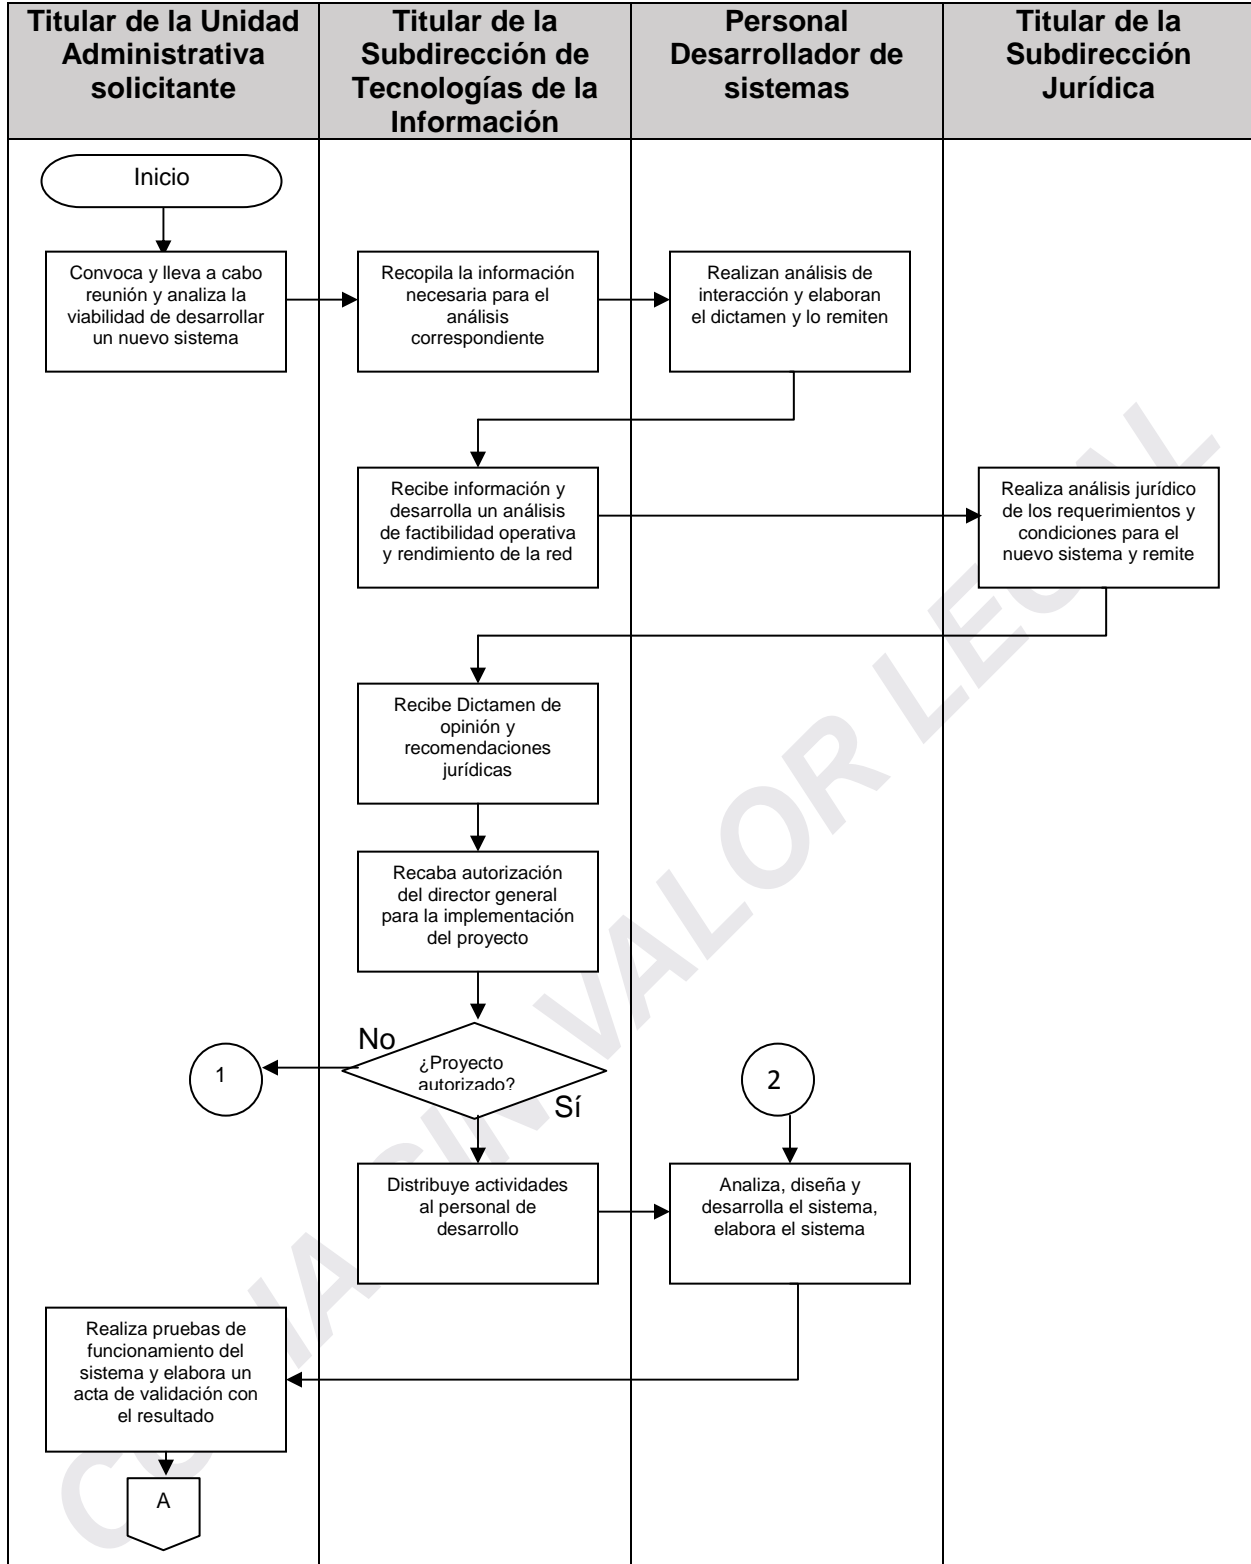 Titular de la Unidad
Administrativa
solicitante
Titular de la
Subdirección de
Tecnologías de la
Información
Personal
Desarrollador de
sistemas
Titular de la
Subdirección
Jurídica
Inicio
Convoca y lleva a cabo
reunión y analiza la
viabilidad de desarrollar
un nuevo sistema
Recopila la información
necesaria para el
análisis
correspondiente
Realizan análisis de
interacción y elaboran
el dictamen y lo remiten
Recibe información y
desarrolla un análisis
de factibilidad operativa
y rendimiento de la red
Realiza análisis jurídico
de los requerimientos y
condiciones para el
nuevo sistema y remite
Recibe Dictamen de
opinión y
recomendaciones
jurídicas
Recaba autorización
del director general
para la implementación
del proyecto
No
1
¿Proyecto
autorizado?
Sí
2
Distribuye actividades
al personal de
desarrollo
Analiza, diseña y
desarrolla el sistema,
elabora el sistema
Realiza pruebas de
funcionamiento del
sistema y elabora un
acta de validación con
el resultado
A
COPIA SIN VALOR LEGAL